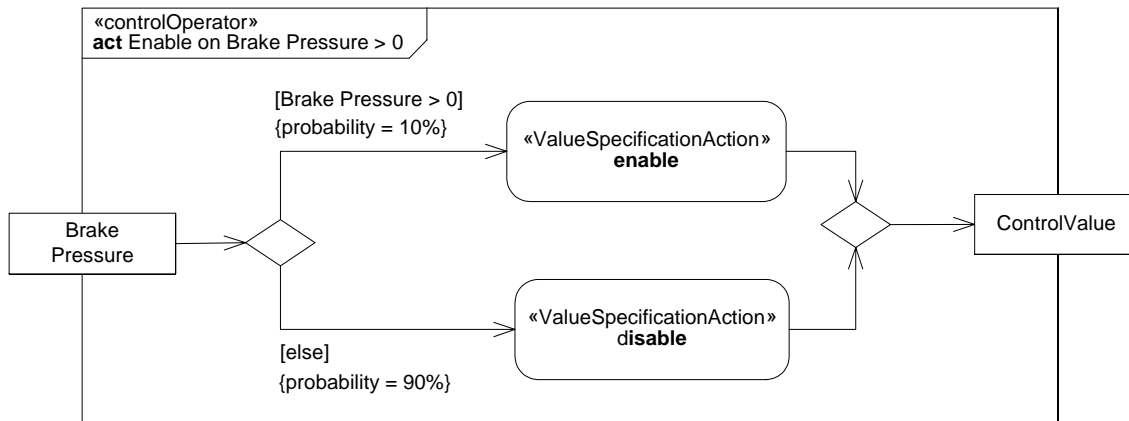 «controlOperator»
act Enable on Brake Pressure > 0
[Brake Pressure > 0]
{probability = 10%}
«ValueSpecificationAction»
enable
Brake
Pressure
ControlValue
«ValueSpecificationAction»
disable
[else]
{probability = 90%}